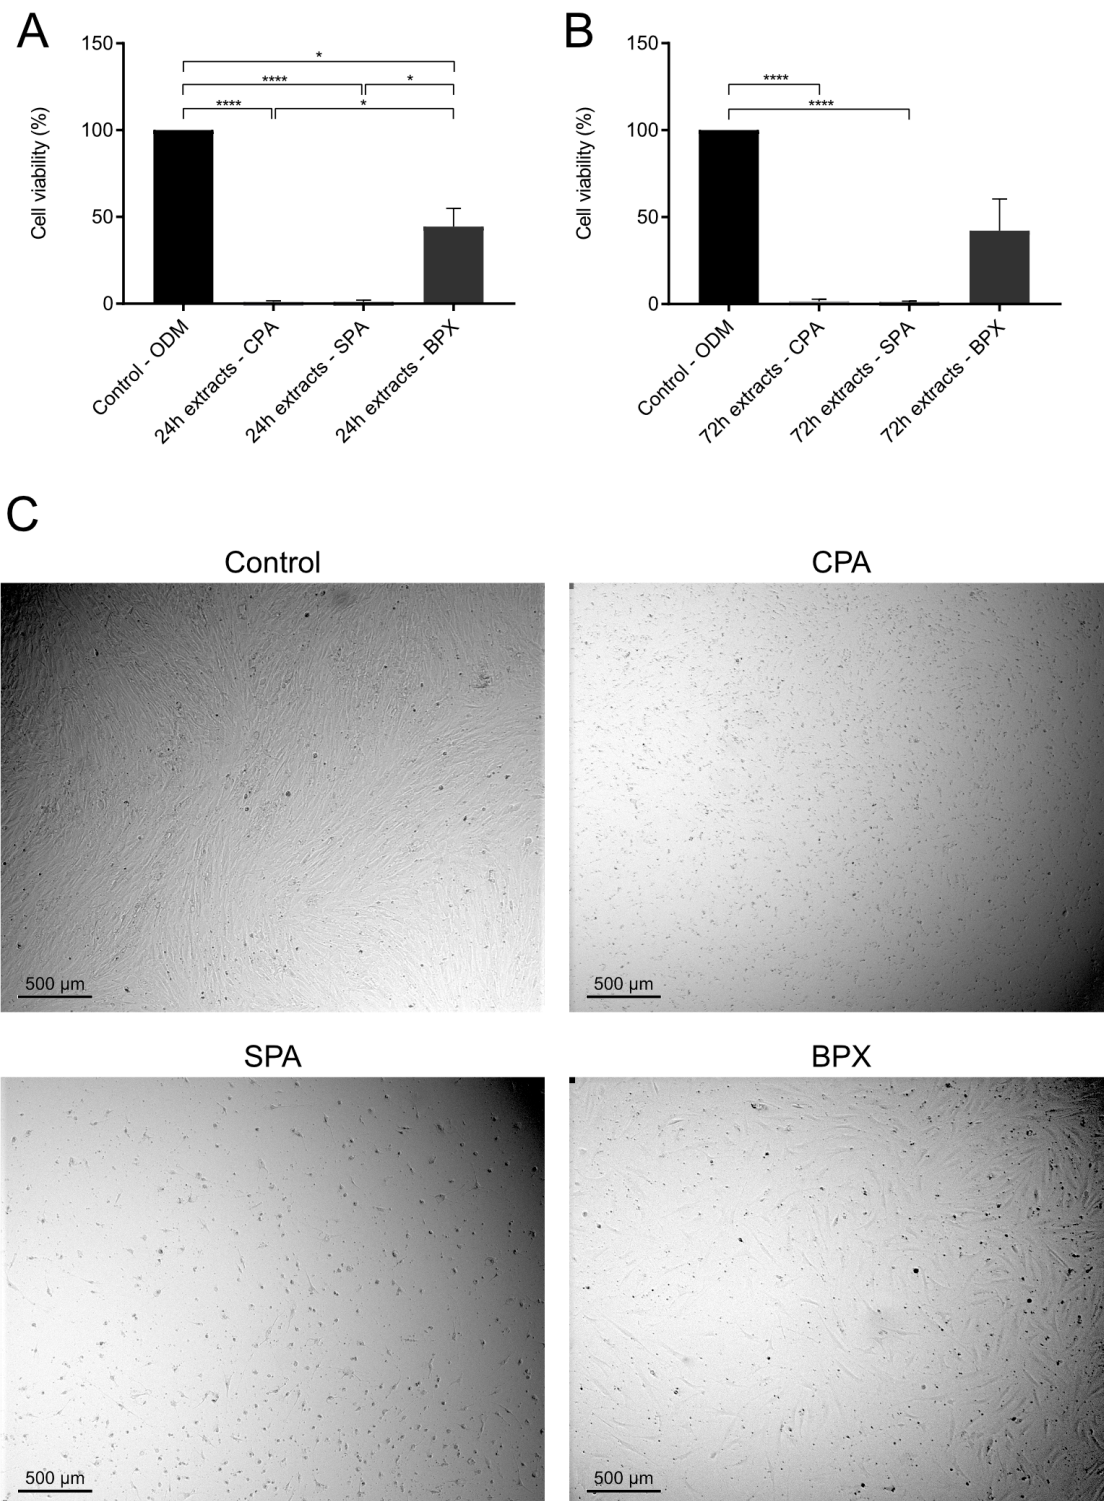 A
B
150
100
50
0
Cell viability (%)
*
****
*
****
*
Control - ODM
24h extracts - CPA
24h extracts - SPA
24h extracts - BPX
150
100
50
0
Cell viability (%)
****
****
Control - ODM
72h extracts - CPA
72h extracts - SPA
72h extracts - BPX
C
Control
CPA
500 µm
500 µm
SPA
BPX
500 µm
500 µm